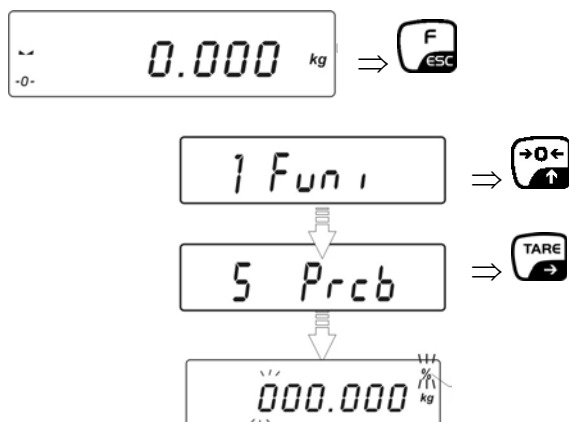 0.000 kg ⇒ F
-0- ESC
1 Funi ⇒ →0←
↑
5 Prcb ⇒ TARE
→
%
000.000 kg